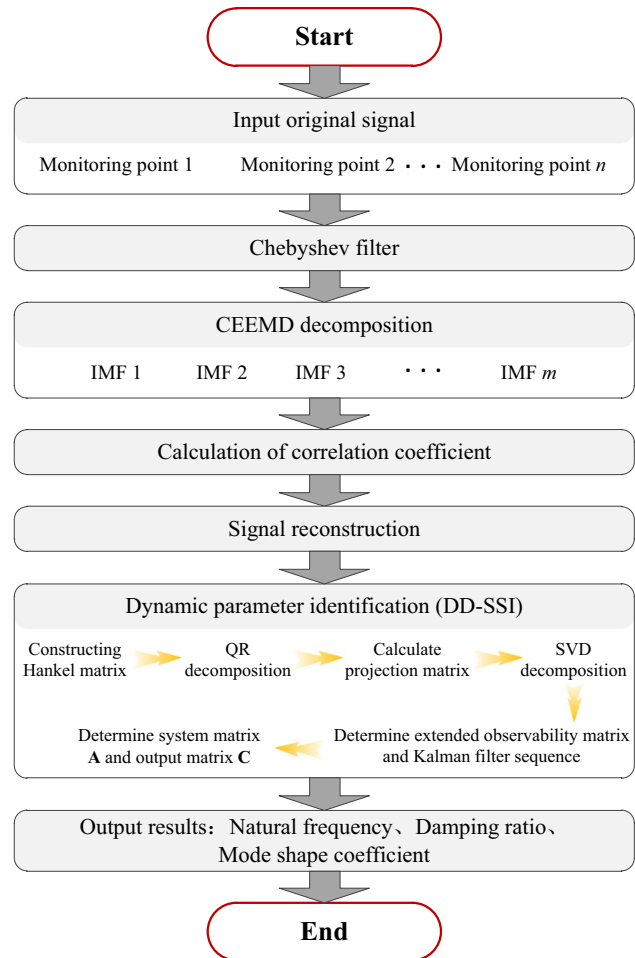 Start
Input original signal
Monitoring point 1 Monitoring point 2 · · · Monitoring point n
Chebyshev filter
CEEMD decomposition
IMF 1 IMF 2 IMF 3 · · · IMF m
Calculation of correlation coefficient
Signal reconstruction
Dynamic parameter identification (DD-SSI)
Constructing
Hankel matrix
QR
decomposition
Calculate
projection matrix
SVD
decomposition
Determine extended observability matrix
and Kalman filter sequence
Determine system matrix
A and output matrix C
Output results：Natural frequency、Damping ratio、
Mode shape coefficient
End